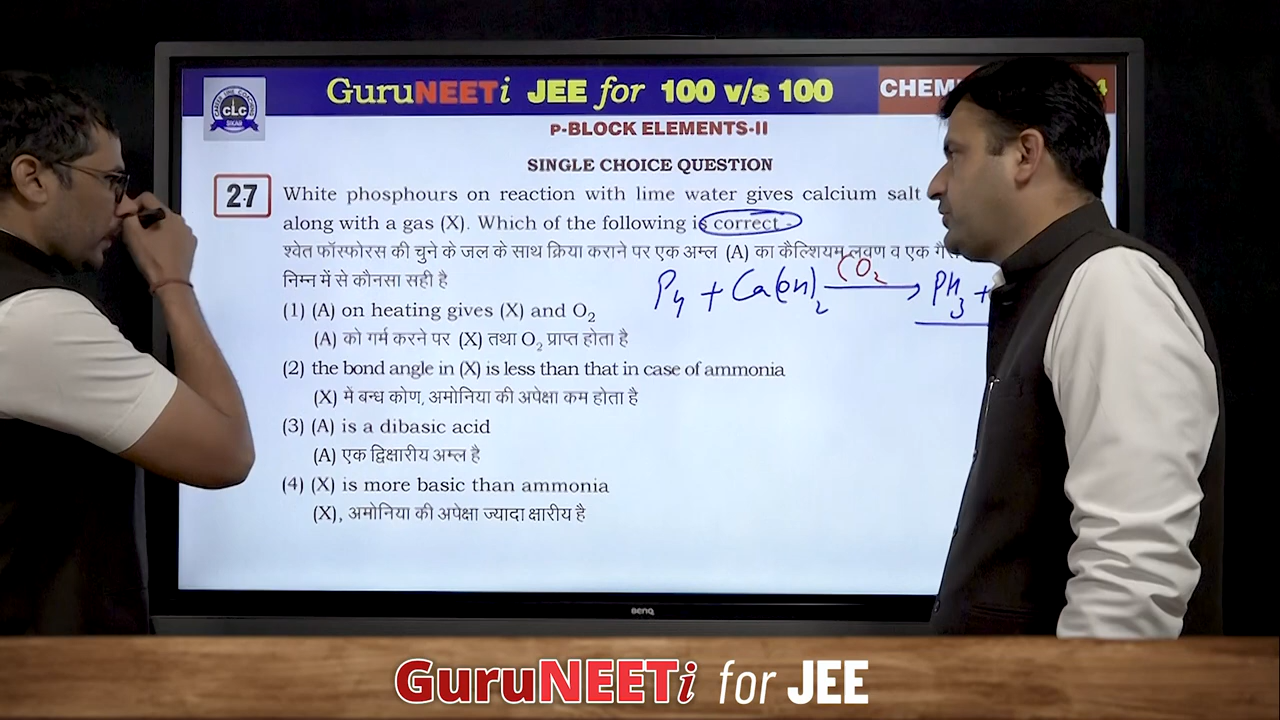 GuruNEETi JEE for 100 v/s 100
CHEM
4
CLC
SIKAR
P-BLOCK ELEMENTS-II
SINGLE CHOICE QUESTION
27
White phosphours on reaction with lime water gives calcium salt
along with a gas (X). Which of the following is correct -
श्वेत फॉस्फोरस की चुने के जल के साथ क्रिया कराने पर एक अम्ल (A) का कैल्शियम लवण व एक
निम्न में से कौनसा सही है
P4 + Ca(OH)2 CO2 → PH3 +
(1) (A) on heating gives (X) and O2
(A) को गर्म करने पर (X) तथा O2 प्राप्त होता है
(2) the bond angle in (X) is less than that in case of ammonia
(X) में बन्ध कोण, अमोनिया की अपेक्षा कम होता है
(3) (A) is a dibasic acid
(A) एक द्विक्षारीय अम्ल है
(4) (X) is more basic than ammonia
(X), अमोनिया की अपेक्षा ज्यादा क्षारीय है
BENQ
GuruNEETi for JEE